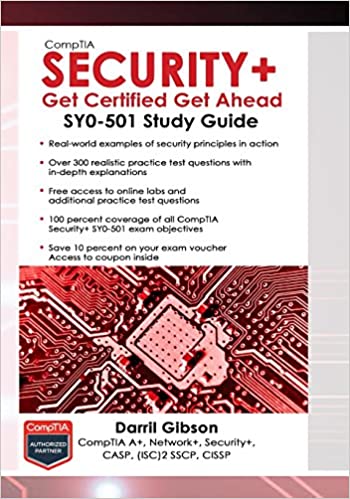 CompTIA
SECURITY+
Get Certified Get Ahead
SY0-501 Study Guide
• Real-world examples of security principles in action
• Over 300 realistic practice test questions with
in-depth explanations
• Free access to online labs and
additional practice test questions
• 100 percent coverage of all CompTIA
Security+ SY0-501 exam objectives
• Save 10 percent on your exam voucher
Access to coupon inside
CompTIA
AUTHORIZED
PARTNER
Darril Gibson
CompTIA A+, Network+, Security+,
CASP, (ISC)2 SSCP, CISSP